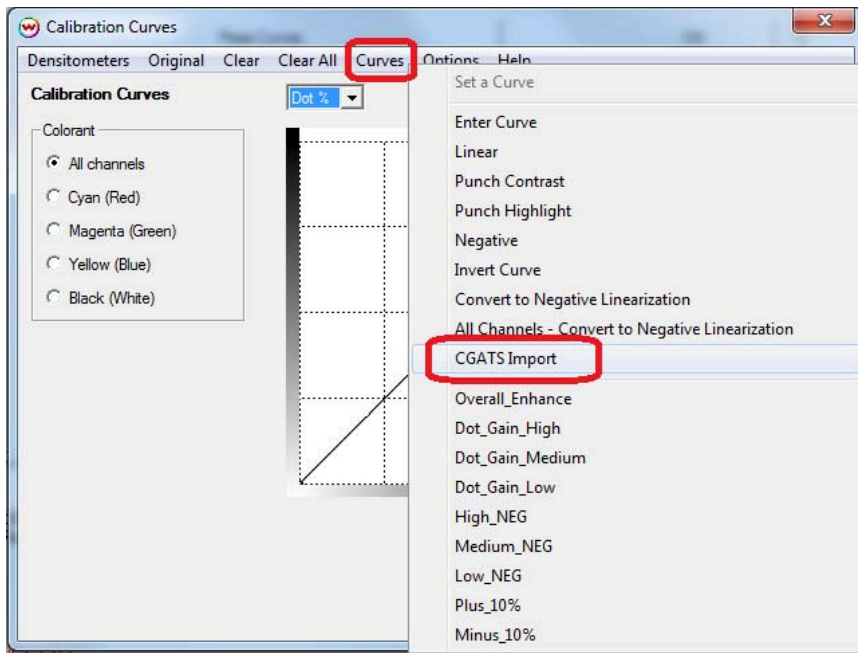 Calibration Curves
Densitometers Original Clear Clear All Curves Options Help
Calibration Curves
Dot %
Colorant
All channels
Cyan (Red)
Magenta (Green)
Yellow (Blue)
Black (White)
Set a Curve
Enter Curve
Linear
Punch Contrast
Punch Highlight
Negative
Invert Curve
Convert to Negative Linearization
All Channels - Convert to Negative Linearization
CGATS Import
Overall_Enhance
Dot_Gain_High
Dot_Gain_Medium
Dot_Gain_Low
High_NEG
Medium_NEG
Low_NEG
Plus_10%
Minus_10%